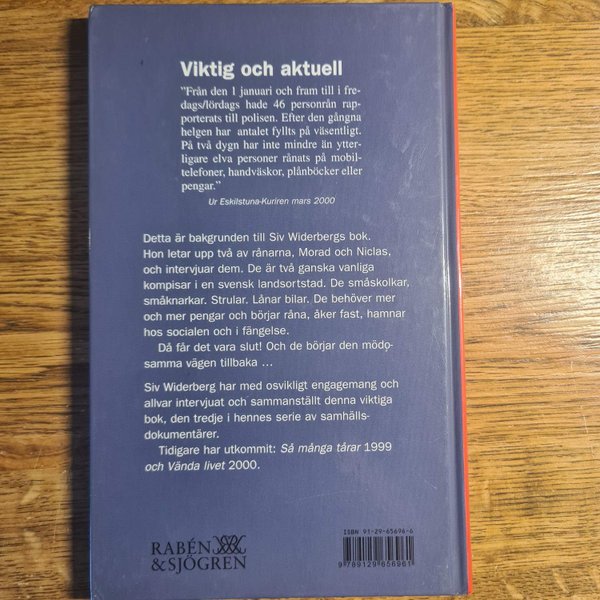 Viktig och aktuell
"Från den 1 januari och fram till i fre-
dags/lördags hade 46 personrån rap-
porterats till polisen. Efter den gångna
helgen har antalet fyllts på väsentligt.
På två dygn har inte mindre än ytter-
ligare elva personer rånats på mobil-
telefoner, handväskor, plånböcker eller
pengar."
Ur Eskilstuna-Kuriren mars 2000
Detta är bakgrunden till Siv Widerbergs bok.
Hon letar upp två av rånarna, Morad och Niclas,
och intervjuar dem. De är två ganska vanliga
kompisar i en svensk landsortstad. De småskolkar,
småknarkar. Strular. Lånar bilar. De behöver mer
och mer pengar och börjar råna, åker fast, hamnar
hos socialen och i fängelse.
Då får det vara slut! Och de börjar den mödo-
samma vägen tillbaka ...
Siv Widerberg har med osvikligt engagemang och
allvar intervjuat och sammanställt denna viktiga
bok, den tredje i hennes serie av samhälls-
dokumentärer.
Tidigare har utkommit: Så många tårar 1999
och Vända livet 2000.
ISBN 91-29-65696-6
9 789129 656961
RABÉN
&SJÖGREN